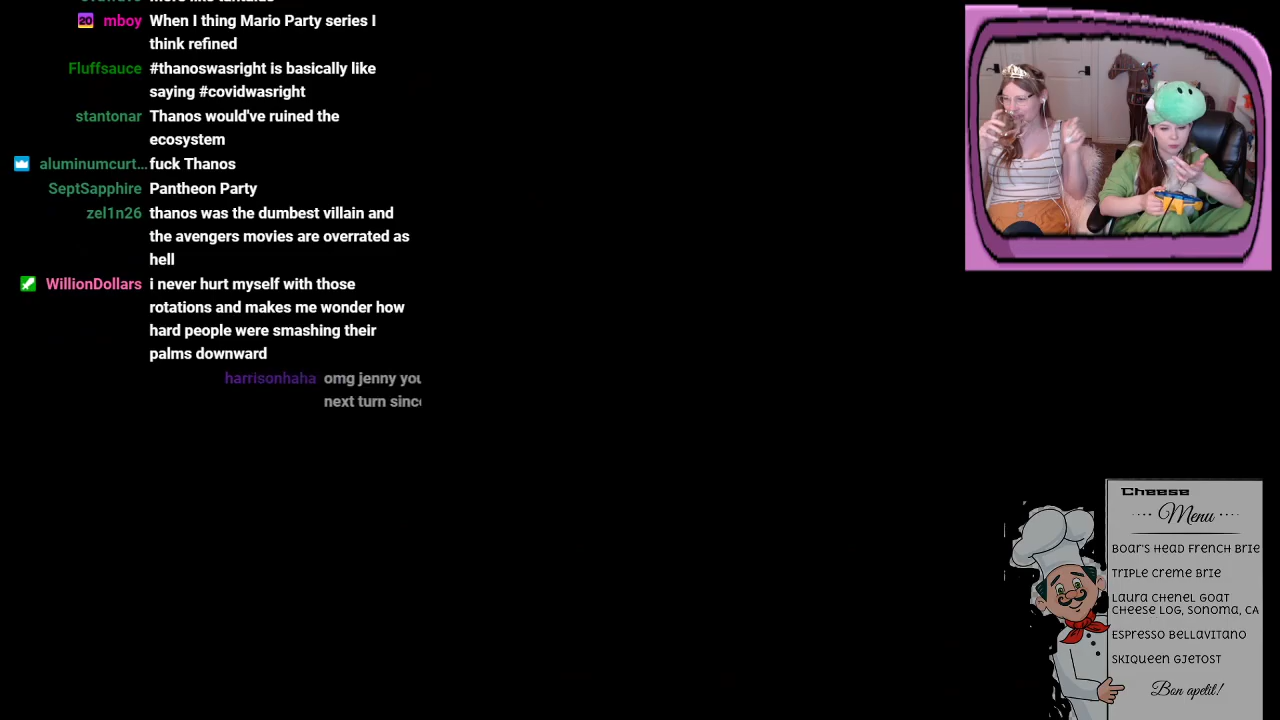 20 mboy When I thing Mario Party series I
think refined
Fluffsauce #thanoswasright is basically like
saying #covidwasright
stantonar Thanos would've ruined the
ecosystem
aluminumcurt... fuck Thanos
SeptSapphire Pantheon Party
zel1n26 thanos was the dumbest villain and
the avengers movies are overrated as
hell
WillionDollars i never hurt myself with those
rotations and makes me wonder how
hard people were smashing their
palms downward
harrisonhaha omg jenny you
next turn since
Cheese
Menu
Boar's Head French Brie
Triple Creme Brie
Laura Chenel Goat
Cheese Log, Sonoma, CA
Espresso Bellavitano
SkiQueen Gjetost
Bon apetit!